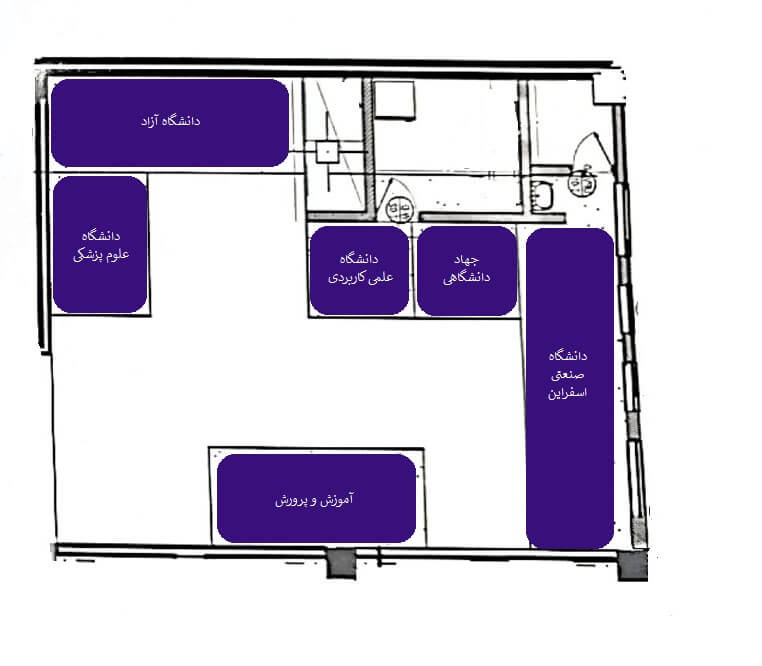 دانشگاه آزاد
دانشگاه
علوم پزشکی
دانشگاه
علمی کاربردی
جهاد
دانشگاهی
دانشگاه
صنعتی
اسفراین
آموزش و پرورش